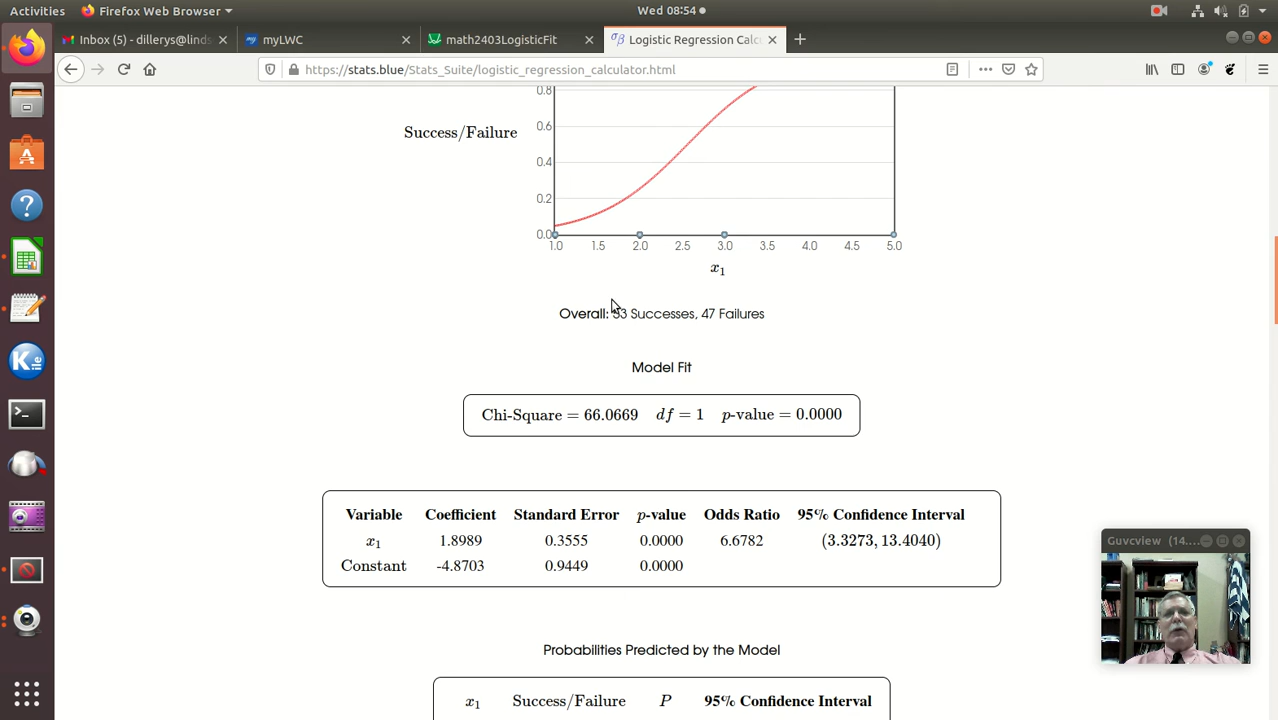 Activities Firefox Web Browser Wed 08:54
Inbox (5) - dillerys@linds
myLWC
math2403LogisticFit
σβ Logistic Regression Calc
https://stats.blue/Stats_Suite/logistic_regression_calculator.html
0.8
Success/Failure
0.6
0.4
0.2
0.0
1.0 1.5 2.0 2.5 3.0 3.5 4.0 4.5 5.0
x₁
Overall: 53 Successes, 47 Failures
Model Fit
Chi-Square = 66.0669 df = 1 p-value = 0.0000
Variable Coefficient Standard Error p-value Odds Ratio 95% Confidence Interval
x₁ 1.8989 0.3555 0.0000 6.6782 (3.3273, 13.4040)
Constant -4.8703 0.9449 0.0000
Guvcview (14....
Probabilities Predicted by the Model
x₁ Success/Failure P 95% Confidence Interval